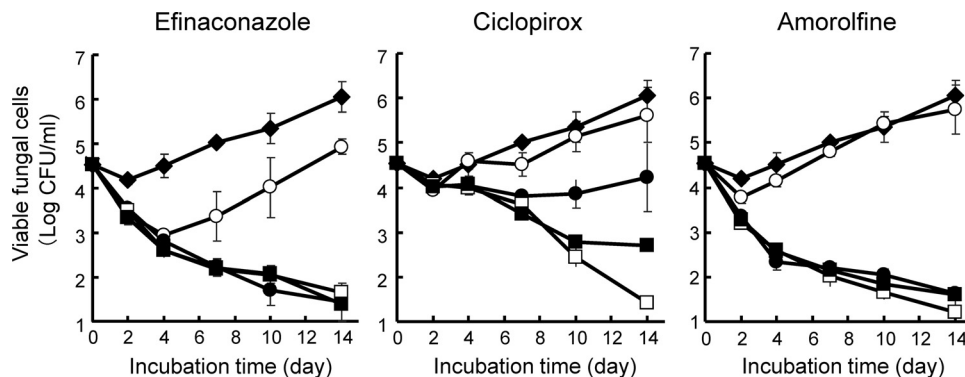 Efinaconazole
Ciclopirox
Amorolfine
Viable fungal cells
(Log CFU/ml)
7
6
5
4
3
2
1
0 2 4 6 8 10 12 14
Incubation time (day)
7
6
5
4
3
2
1
0 2 4 6 8 10 12 14
Incubation time (day)
7
6
5
4
3
2
1
0 2 4 6 8 10 12 14
Incubation time (day)